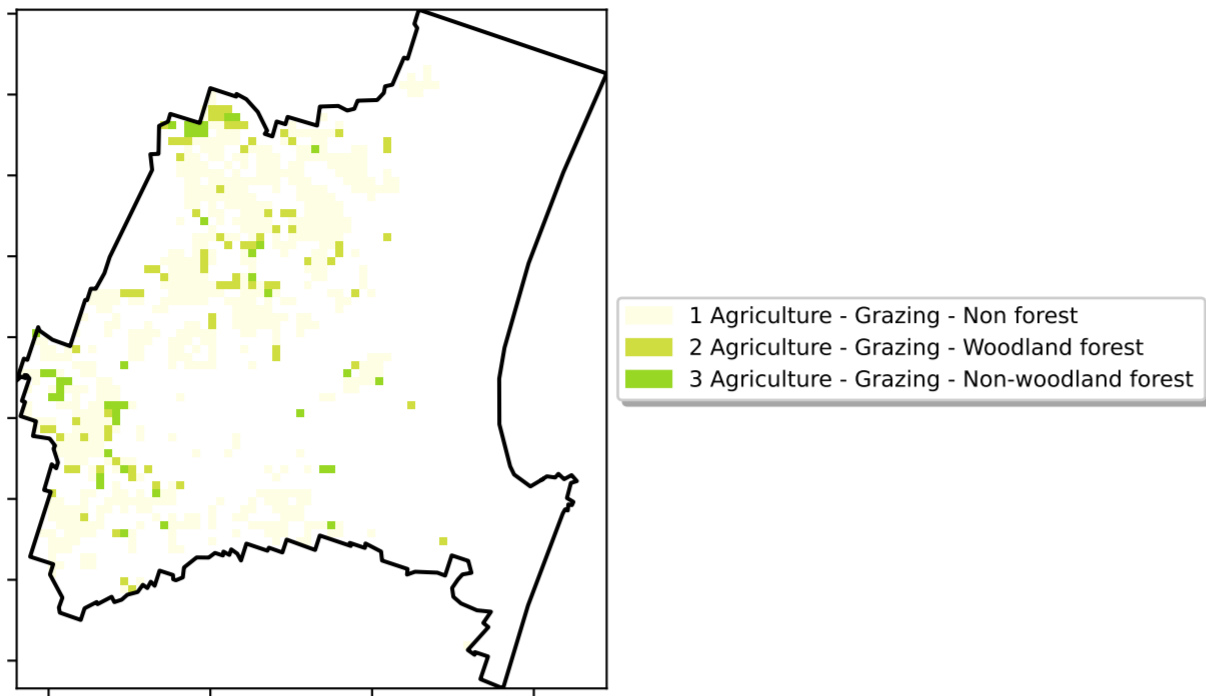 1 Agriculture - Grazing - Non forest
2 Agriculture - Grazing - Woodland forest
3 Agriculture - Grazing - Non-woodland forest